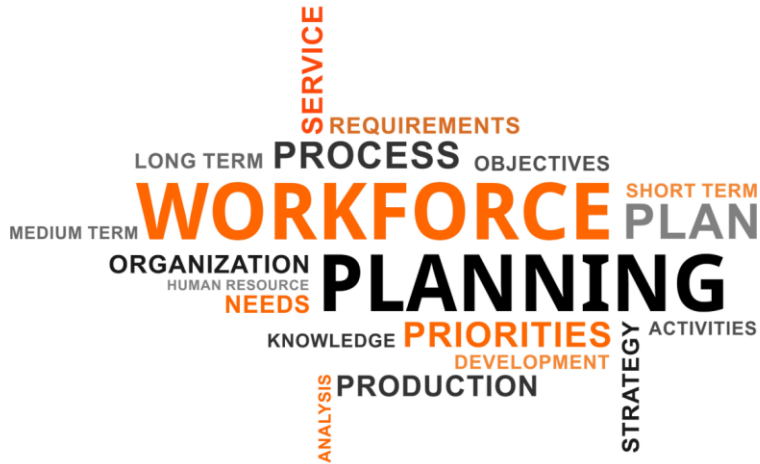 SERVICE
REQUIREMENTS
LONG TERM
PROCESS
OBJECTIVES
WORKFORCE
SHORT TERM
PLAN
MEDIUM TERM
ORGANIZATION
PLANNING
HUMAN RESOURCE
NEEDS
KNOWLEDGE
PRIORITIES
ACTIVITIES
DEVELOPMENT
STRATEGY
ANALYSIS
PRODUCTION